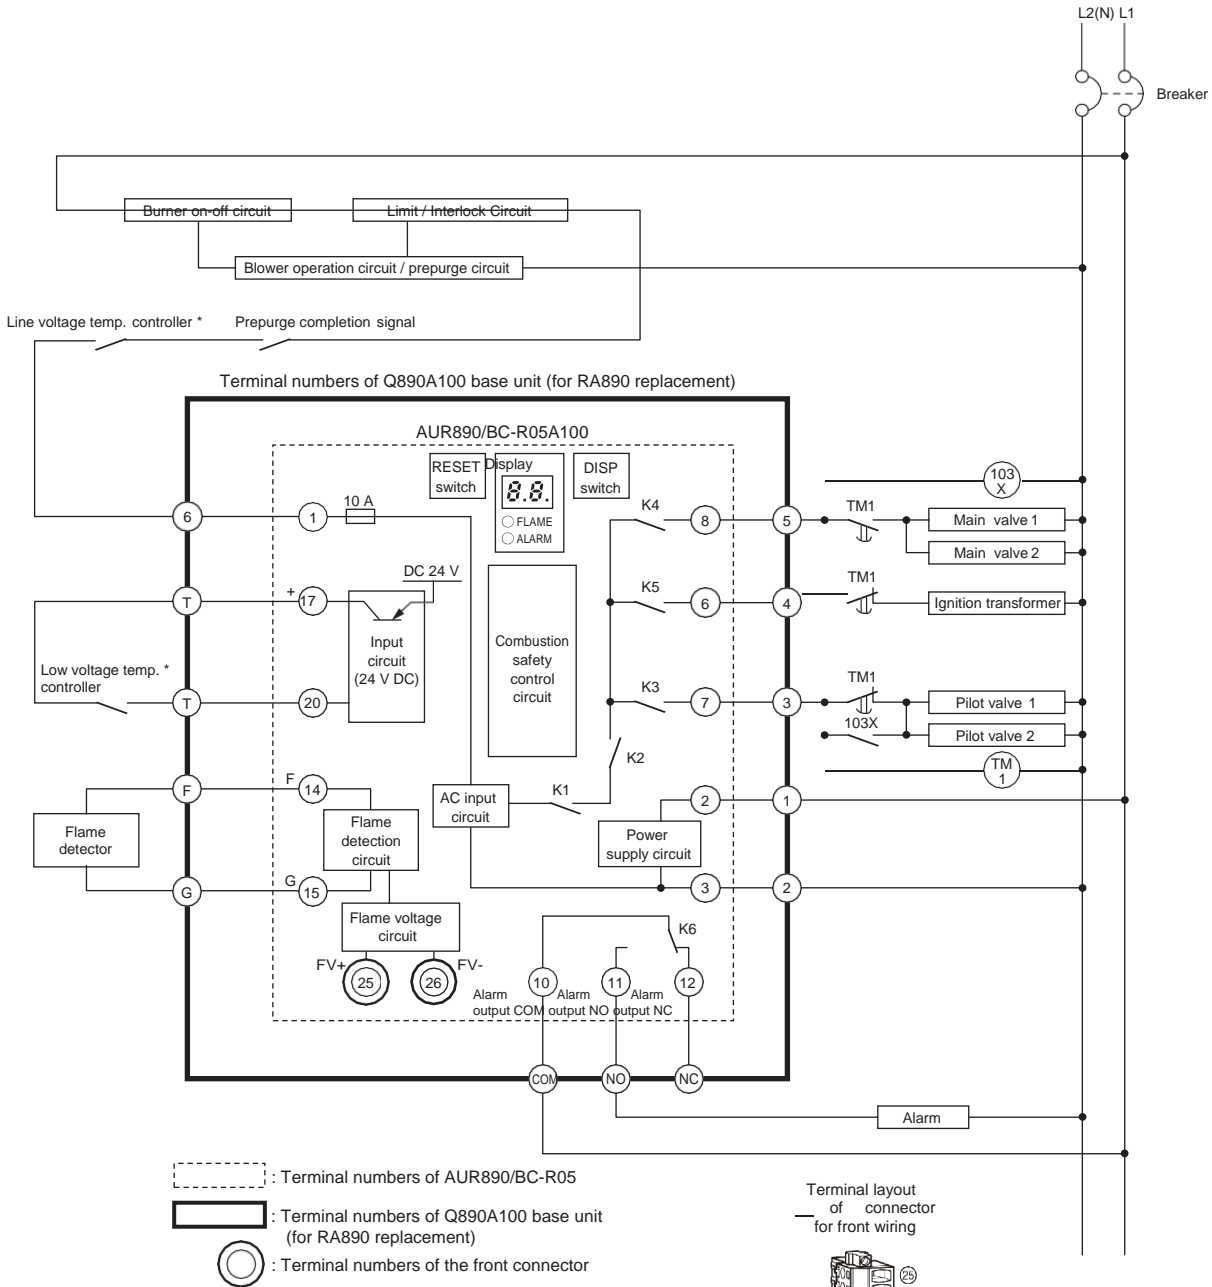 L2(N) L1
Breaker
Burner on-off circuit
Limit / Interlock Circuit
Blower operation circuit / prepurge circuit
Line voltage temp. controller *
Prepurge completion signal
Terminal numbers of Q890A100 base unit (for RA890 replacement)
AUR890/BC-R05A100
RESET
switch
Display
8.8.
FLAME
ALARM
DISP
switch
103
X
6
1
10 A
K4
8
5
TM1
Main valve 1
Main valve 2
DC 24 V
T
+
17
Input
circuit
(24 V DC)
Combustion
safety
control
circuit
K5
6
4
TM1
Ignition transformer
Low voltage temp. *
controller
T
20
K3
7
3
TM1
Pilot valve 1
103X
Pilot valve 2
TM
1
K2
F
F
14
AC input
circuit
K1
2
1
Flame
detector
Flame
detection
circuit
Power
supply circuit
G
G
15
3
2
Flame voltage
circuit
K6
FV+
25
26
FV-
10
11
12
Alarm
output COM
Alarm
output NO
Alarm
output NC
COM
NO
NC
Alarm
: Terminal numbers of AUR890/BC-R05
: Terminal numbers of Q890A100 base unit
(for RA890 replacement)
: Terminal numbers of the front connector
Terminal layout
of connector
for front wiring
25